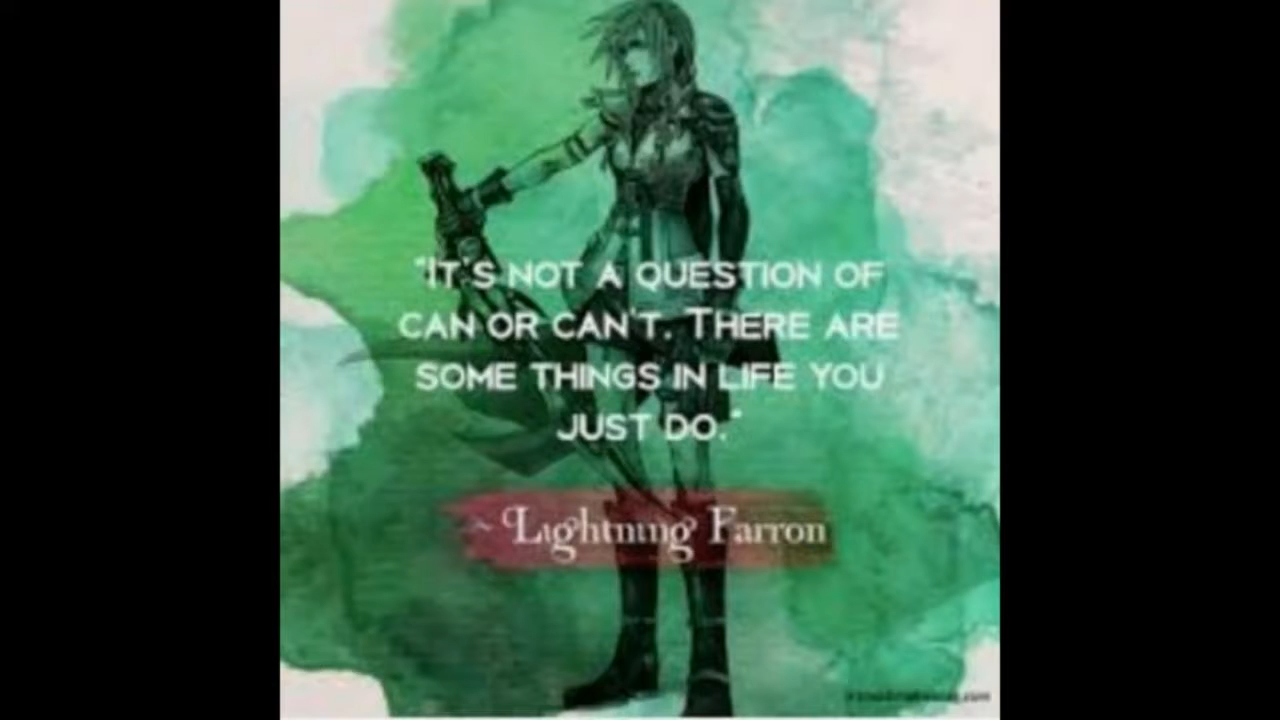 "It's not a question of
can or can't. There are
some things in life you
just do."
~ Lightning Farron